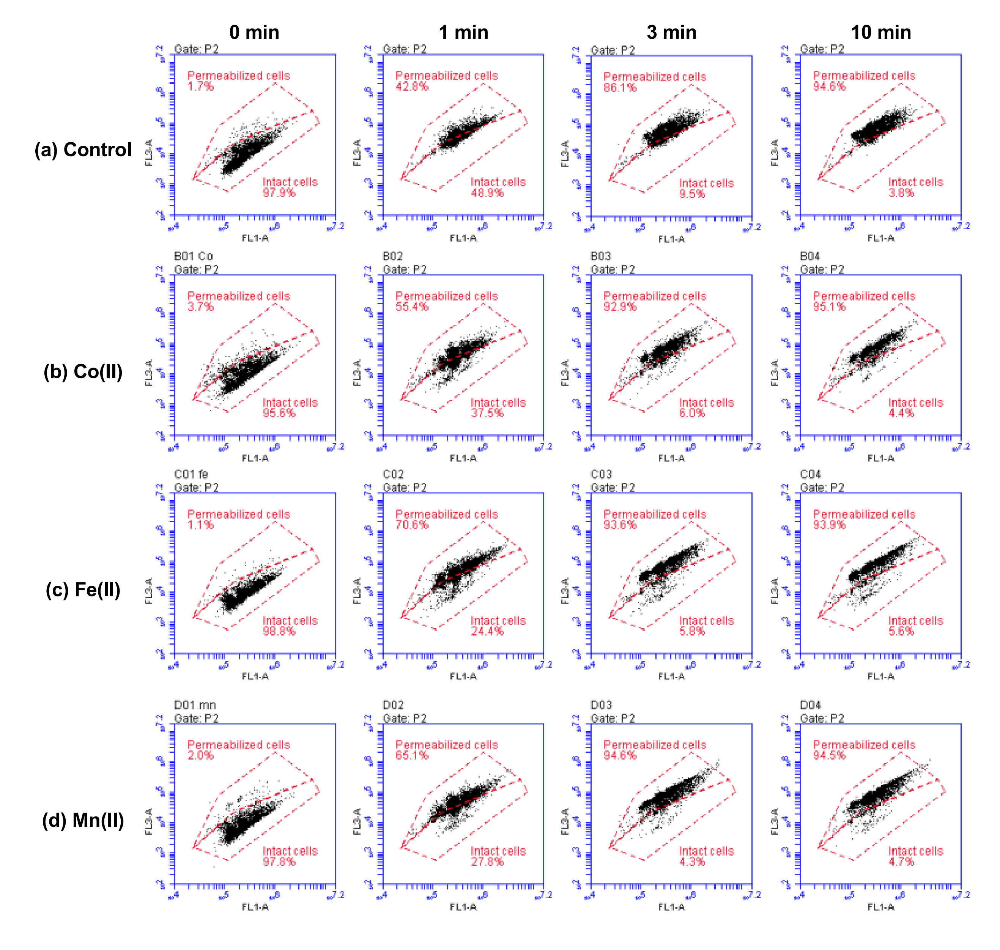 0 min 1 min 3 min 10 min
(a) Control
Gate: P2
Permeabilized cells
1.7%
Intact cells
97.9%
FL3-A
FL1-A
Gate: P2
Permeabilized cells
42.8%
Intact cells
48.9%
FL3-A
FL1-A
Gate: P2
Permeabilized cells
86.1%
Intact cells
9.5%
FL3-A
FL1-A
Gate: P2
Permeabilized cells
94.6%
Intact cells
3.8%
FL3-A
FL1-A
(b) Co(II)
B01 Co
Gate: P2
Permeabilized cells
3.7%
Intact cells
95.6%
FL3-A
FL1-A
B02
Gate: P2
Permeabilized cells
55.4%
Intact cells
37.5%
FL3-A
FL1-A
B03
Gate: P2
Permeabilized cells
92.9%
Intact cells
6.0%
FL3-A
FL1-A
B04
Gate: P2
Permeabilized cells
95.1%
Intact cells
4.4%
FL3-A
FL1-A
(c) Fe(II)
C01 fe
Gate: P2
Permeabilized cells
1.1%
Intact cells
98.8%
FL3-A
FL1-A
C02
Gate: P2
Permeabilized cells
70.6%
Intact cells
24.4%
FL3-A
FL1-A
C03
Gate: P2
Permeabilized cells
93.6%
Intact cells
5.8%
FL3-A
FL1-A
C04
Gate: P2
Permeabilized cells
93.9%
Intact cells
5.6%
FL3-A
FL1-A
(d) Mn(II)
D01 mn
Gate: P2
Permeabilized cells
2.0%
Intact cells
97.8%
FL3-A
FL1-A
D02
Gate: P2
Permeabilized cells
65.1%
Intact cells
27.8%
FL3-A
FL1-A
D03
Gate: P2
Permeabilized cells
94.6%
Intact cells
4.3%
FL3-A
FL1-A
D04
Gate: P2
Permeabilized cells
94.5%
Intact cells
4.7%
FL3-A
FL1-A